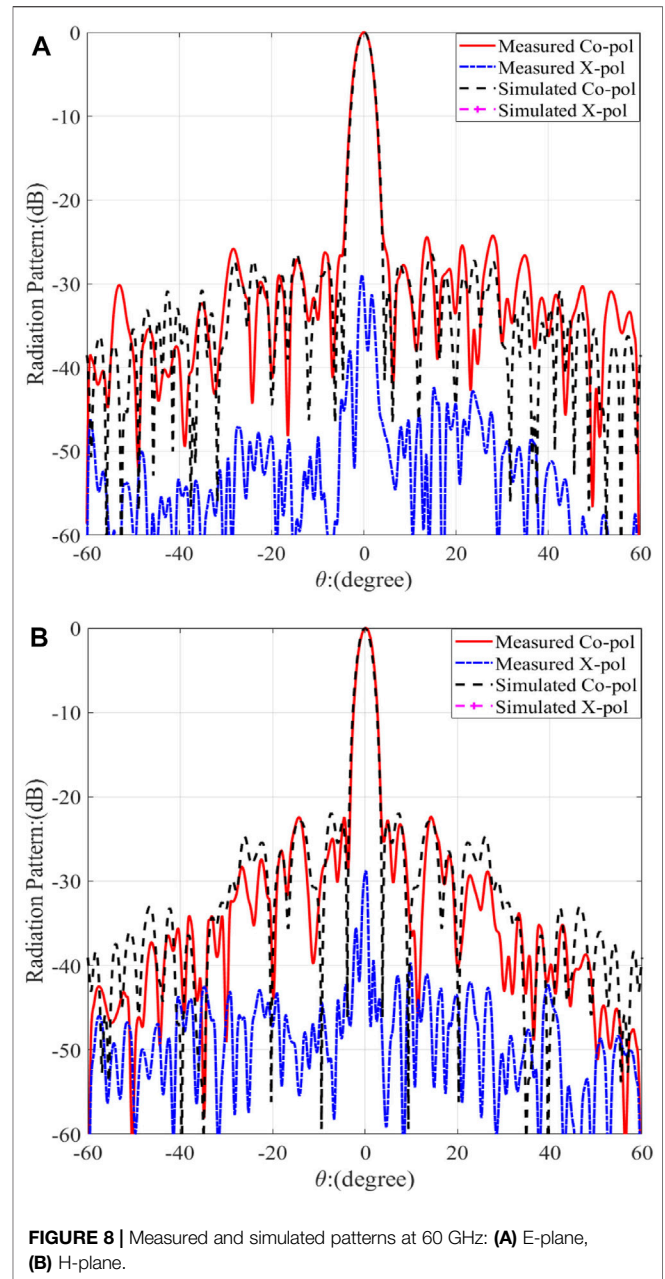 A
Measured Co-pol
Measured X-pol
Simulated Co-pol
Simulated X-pol
0
-10
-20
-30
-40
-50
-60
Radiation Pattern:(dB)
-60 -40 -20 0 20 40 60
θ:(degree)
B
Measured Co-pol
Measured X-pol
Simulated Co-pol
Simulated X-pol
0
-10
-20
-30
-40
-50
-60
Radiation Pattern:(dB)
-60 -40 -20 0 20 40 60
θ:(degree)
FIGURE 8 | Measured and simulated patterns at 60 GHz: (A) E-plane,
(B) H-plane.